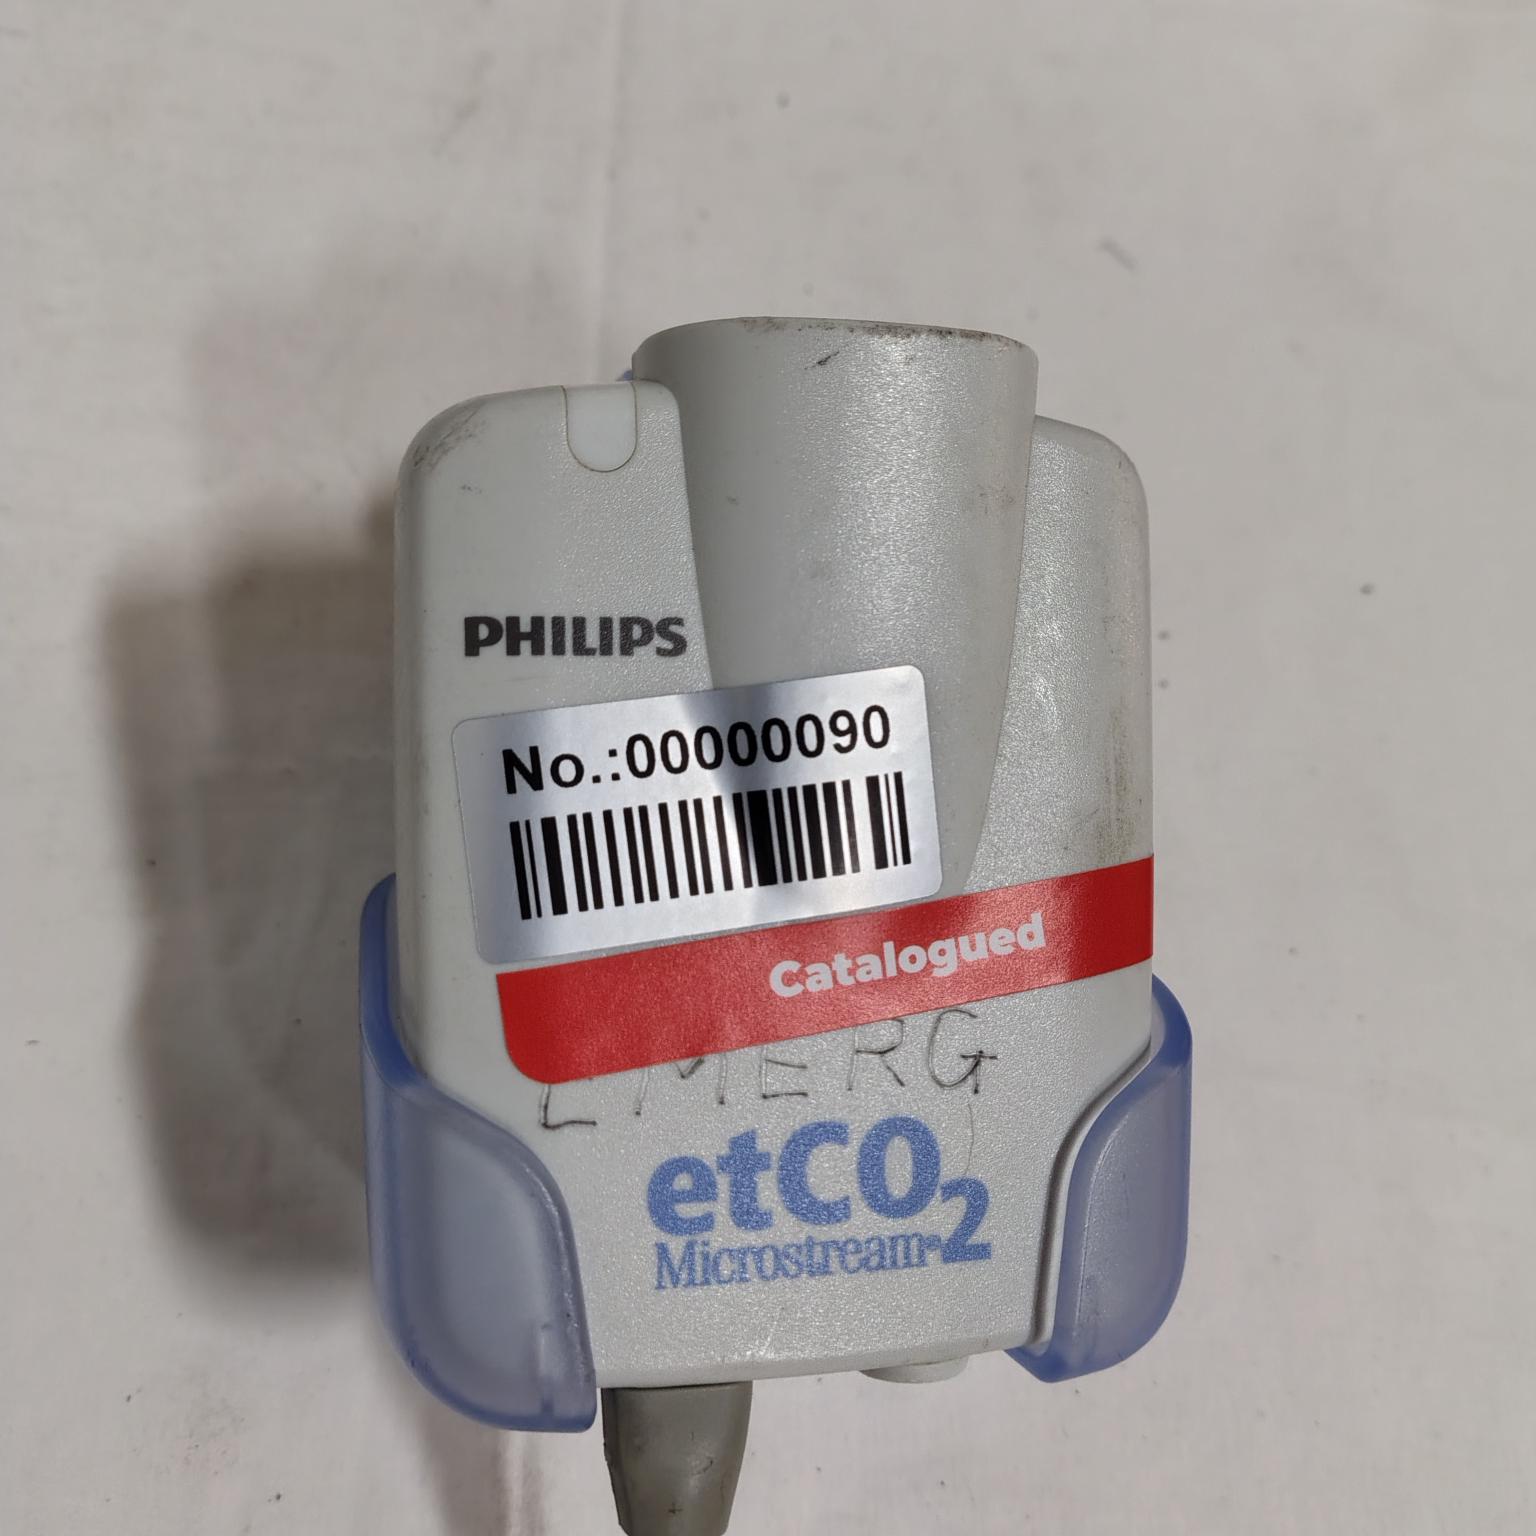 PHILIPS
No.:00000090
Catalogued
EMERG
etCO2
Microstream®